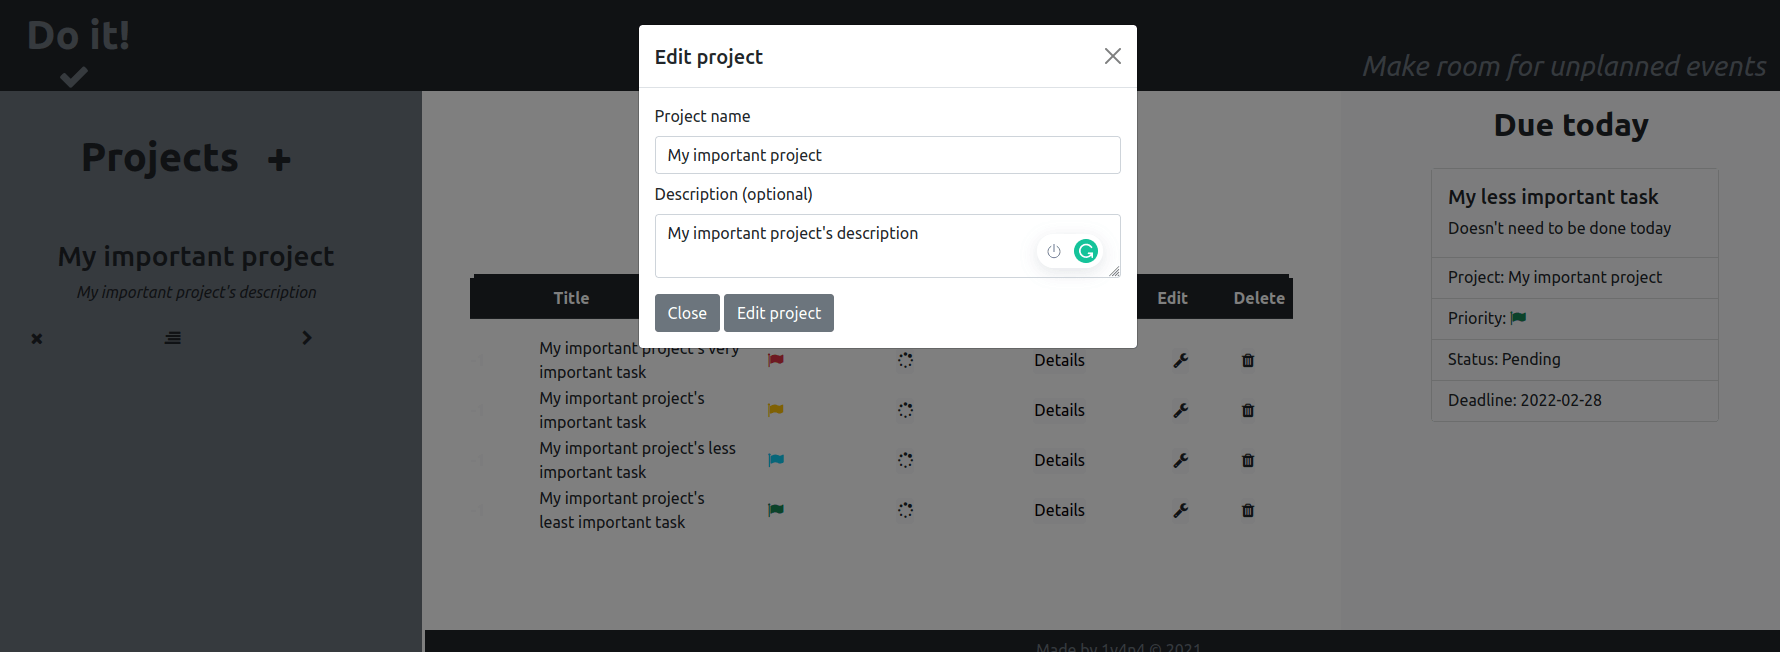 Do it!
Make room for unplanned events
Projects
My important project
My important project's description
Edit project
Project name
My important project
Description (optional)
My important project's description
Close
Edit project
Title
Edit
Delete
My important project's very
important task
Details
My important project's
important task
Details
My important project's less
important task
Details
My important project's
least important task
Details
Due today
My less important task
Doesn't need to be done today
Project: My important project
Priority:
Status: Pending
Deadline: 2022-02-28
Made by 1v4n4 © 2021